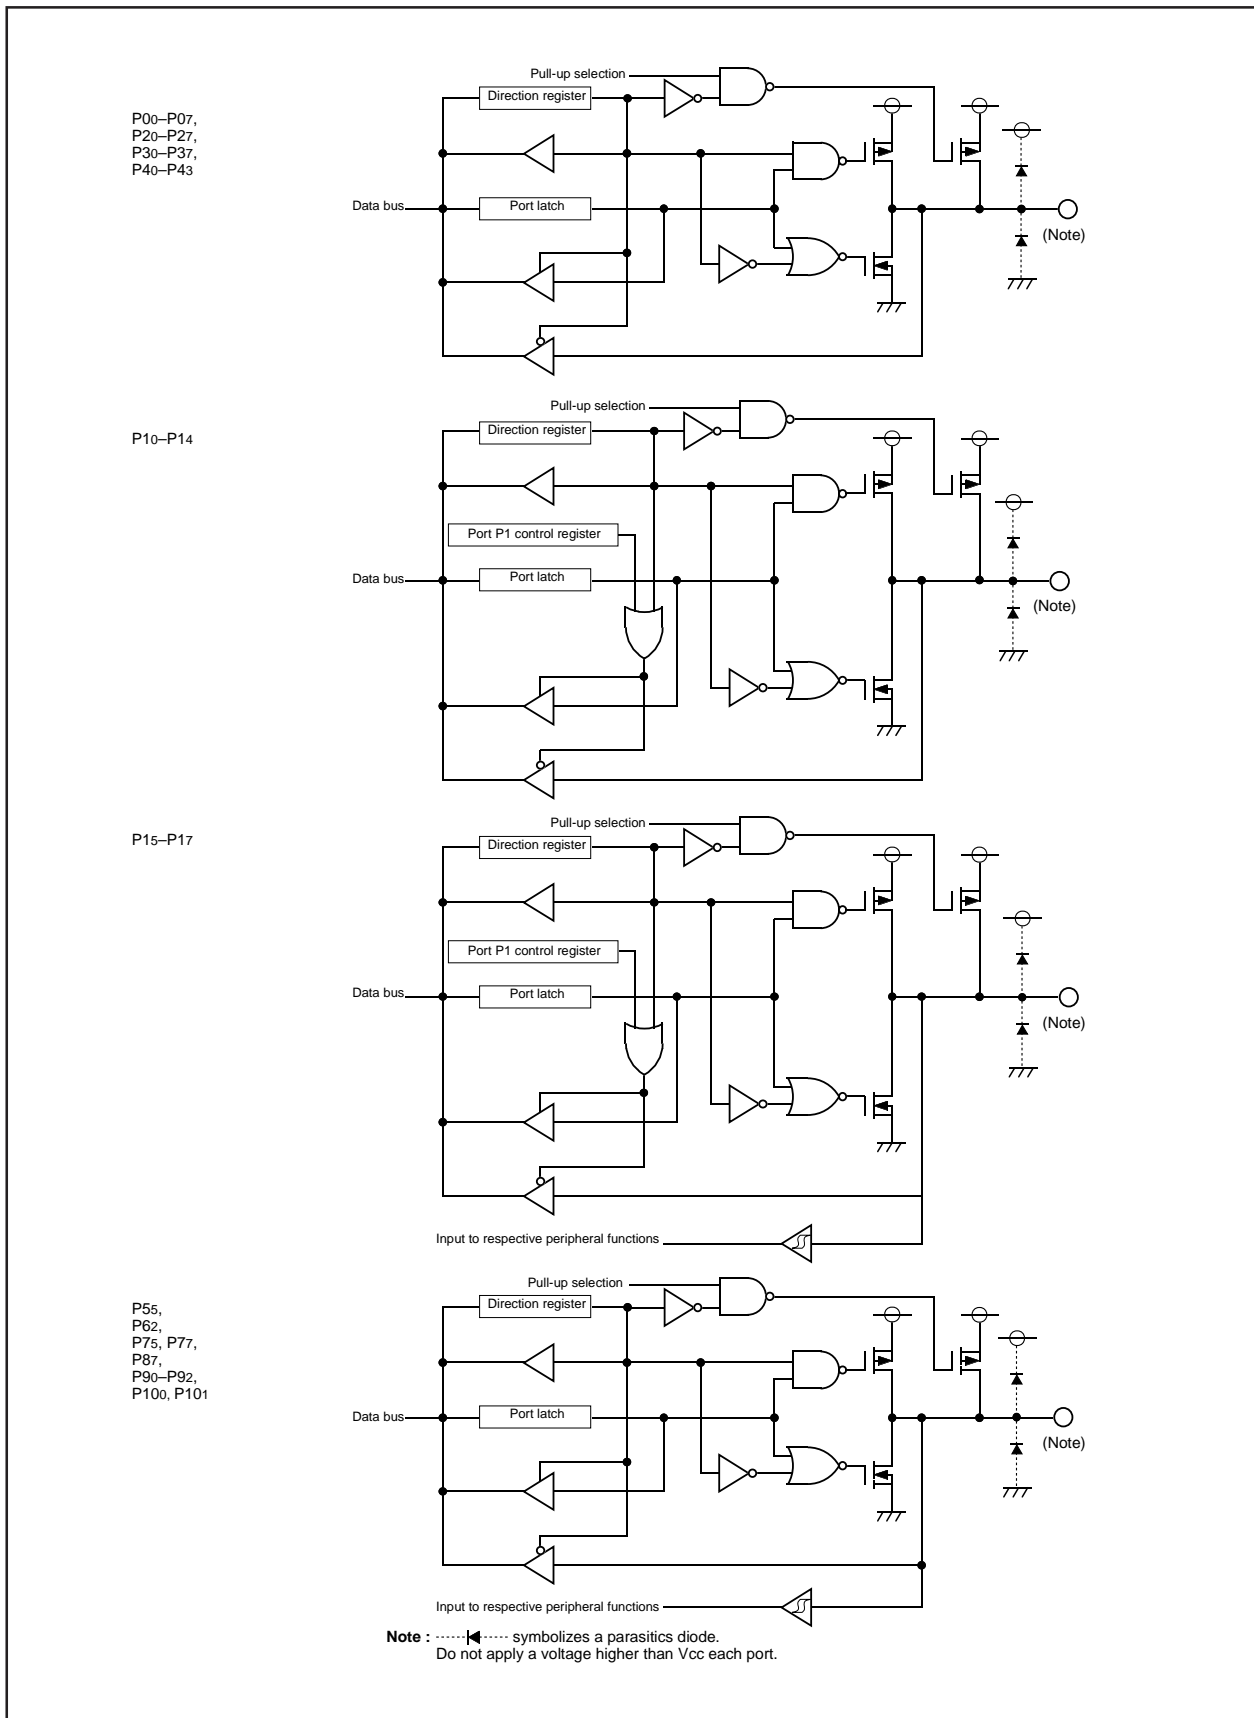 Pull-up selection
Direction register
P00–P07,
P20–P27,
P30–P37,
P40–P43
Data bus
Port latch
(Note)
Pull-up selection
Direction register
P10–P14
Port P1 control register
Data bus
Port latch
(Note)
Pull-up selection
Direction register
P15–P17
Port P1 control register
Data bus
Port latch
(Note)
Input to respective peripheral functions
Pull-up selection
Direction register
P55,
P62,
P75, P77,
P87,
P90–P92,
P100, P101
Data bus
Port latch
(Note)
Input to respective peripheral functions
Note : symbolizes a parasitics diode.
Do not apply a voltage higher than Vcc each port.